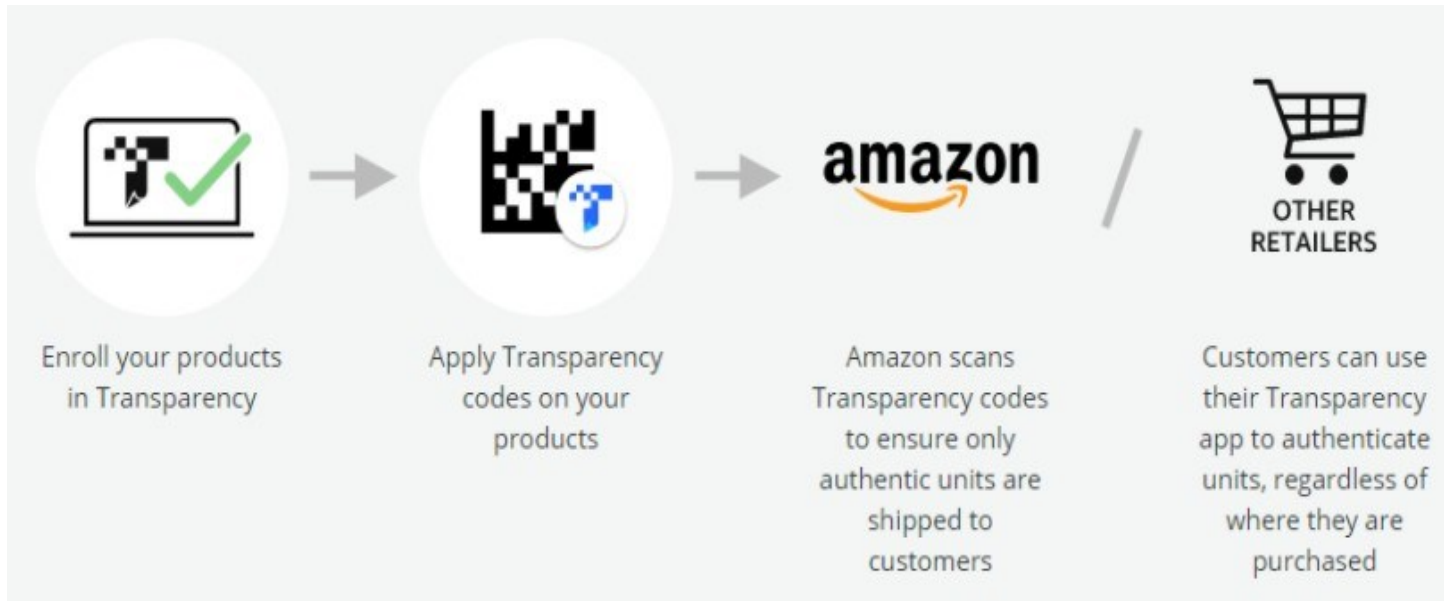 amazon
OTHER
RETAILERS
Enroll your products
in Transparency
Apply Transparency
codes on your
products
Amazon scans
Transparency codes
to ensure only
authentic units are
shipped to
customers
Customers can use
their Transparency
app to authenticate
units, regardless of
where they are
purchased